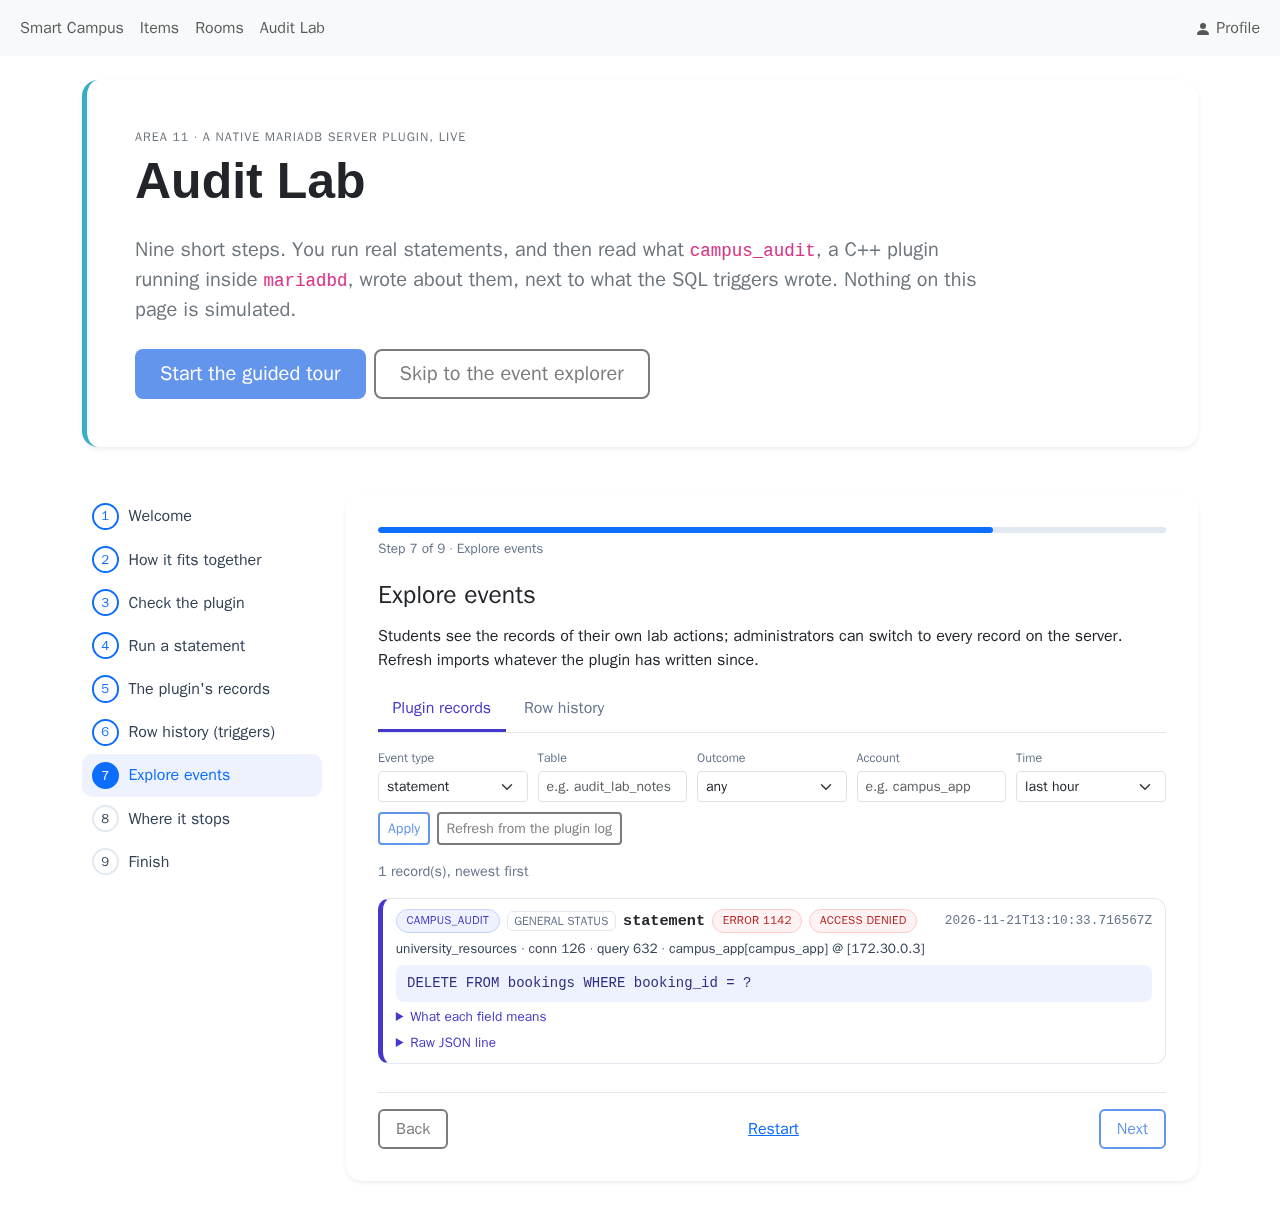 Smart Campus Items Rooms Audit Lab Profile
AREA 11 · A NATIVE MARIADB SERVER PLUGIN, LIVE
Audit Lab
Nine short steps. You run real statements, and then read what campus_audit, a C++ plugin
running inside mariadbd, wrote about them, next to what the SQL triggers wrote. Nothing on this
page is simulated.
Start the guided tour Skip to the event explorer
1 Welcome
2 How it fits together
3 Check the plugin
4 Run a statement
5 The plugin's records
6 Row history (triggers)
7 Explore events
8 Where it stops
9 Finish
Step 7 of 9 · Explore events
Explore events
Students see the records of their own lab actions; administrators can switch to every record on the server.
Refresh imports whatever the plugin has written since.
Plugin records Row history
Event type Table Outcome Account Time
statement e.g. audit_lab_notes any e.g. campus_app last hour
Apply Refresh from the plugin log
1 record(s), newest first
CAMPUS_AUDIT GENERAL STATUS statement ERROR 1142 ACCESS DENIED 2026-11-21T13:10:33.716567Z
university_resources · conn 126 · query 632 · campus_app[campus_app] @ [172.30.0.3]
DELETE FROM bookings WHERE booking_id = ?
What each field means
Raw JSON line
Back Restart Next